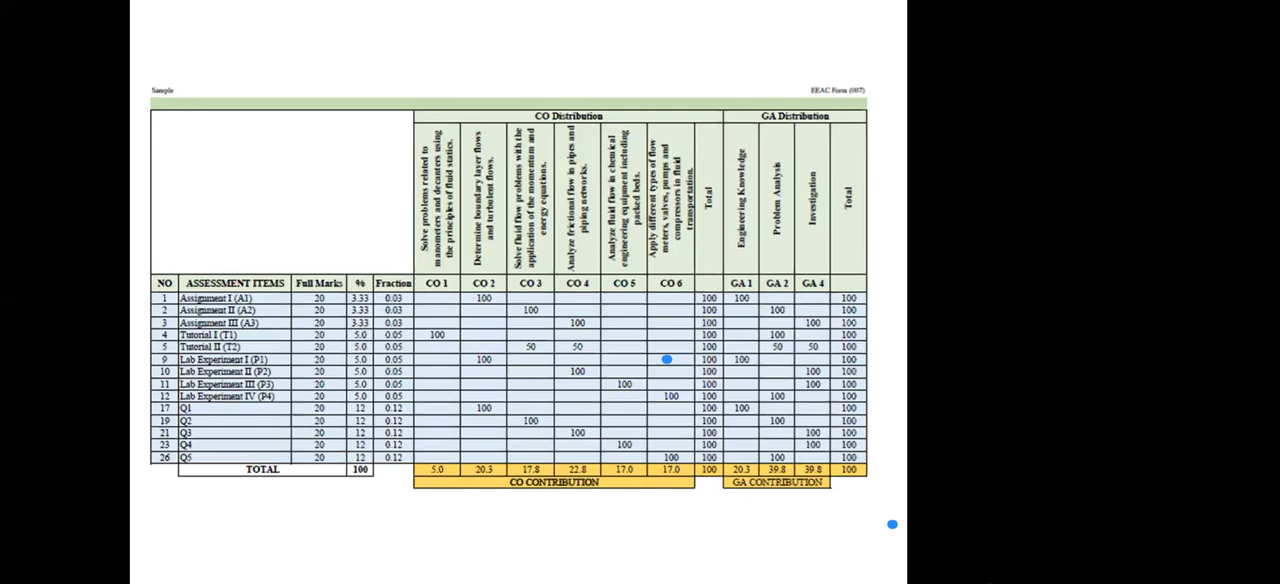 Sample EEAC Form (007)
CO Distribution GA Distribution
Solve problems related to manometers and decanters using the principles of fluid statics.
Determine boundary layer flows and turbulent flows.
Solve fluid flow problems with the application of the momentum and energy equations.
Analyze frictional flow in pipes and piping networks.
Analyze fluid flow in chemical engineering equipment including packed beds.
Apply different types of flow meters, valves, pumps and compressors in fluid transportation.
Total
Engineering Knowledge
Problem Analysis
Investigation
Total
NO ASSESSMENT ITEMS Full Marks % Fraction CO 1 CO 2 CO 3 CO 4 CO 5 CO 6 GA 1 GA 2 GA 4
1 Assignment I (A1) 20 3.33 0.03 100 100 100 100
2 Assignment II (A2) 20 3.33 0.03 100 100 100 100
3 Assignment III (A3) 20 3.33 0.03 100 100 100 100
4 Tutorial I (T1) 20 5.0 0.05 100 100 100 100
5 Tutorial II (T2) 20 5.0 0.05 50 50 100 50 50 100
9 Lab Experiment I (P1) 20 5.0 0.05 100 100 100 100
10 Lab Experiment II (P2) 20 5.0 0.05 100 100 100 100
11 Lab Experiment III (P3) 20 5.0 0.05 100 100 100 100
12 Lab Experiment IV (P4) 20 5.0 0.05 100 100 100 100
17 Q1 20 12 0.12 100 100 100 100
19 Q2 20 12 0.12 100 100 100 100
21 Q3 20 12 0.12 100 100 100 100
23 Q4 20 12 0.12 100 100 100 100
26 Q5 20 12 0.12 100 100 100 100
TOTAL 100 5.0 20.3 17.8 22.8 17.0 17.0 100 20.3 39.8 39.8 100
CO CONTRIBUTION GA CONTRIBUTION